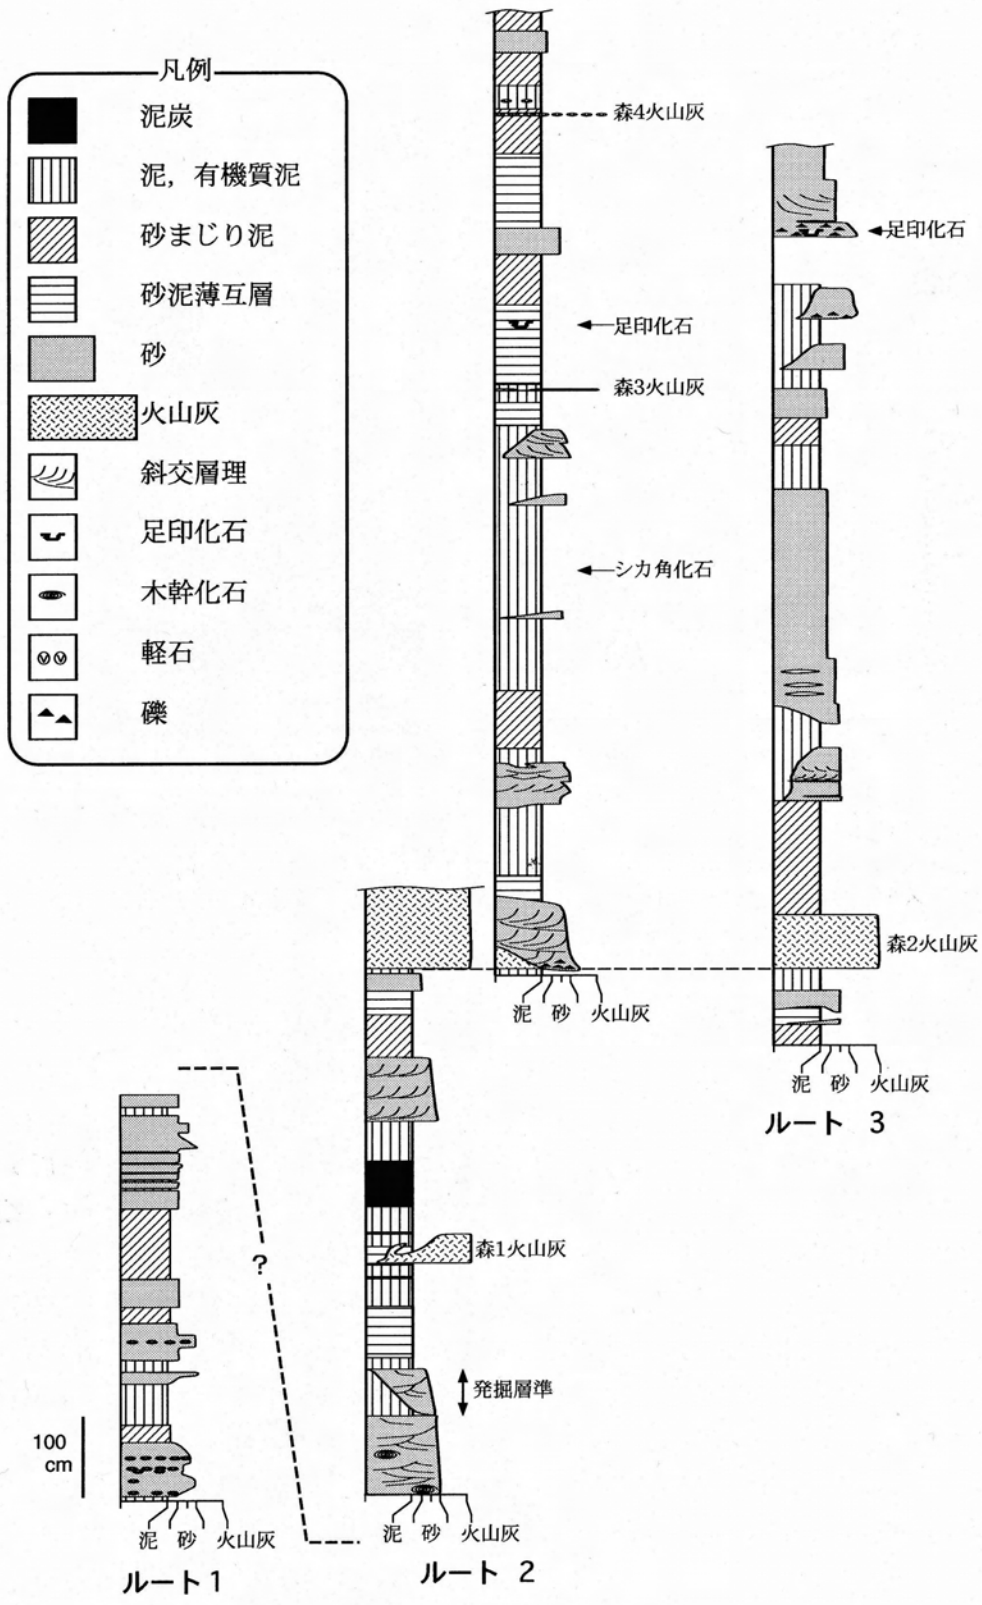 凡例
泥炭
泥，有機質泥
砂まじり泥
砂泥薄互層
砂
火山灰
斜交層理
足印化石
木幹化石
軽石
礫
森4火山灰
足印化石
森3火山灰
シカ角化石
泥 砂 火山灰
足印化石
森2火山灰
泥 砂 火山灰
ルート 3
森1火山灰
発掘層準
泥 砂 火山灰
ルート 2
?
100
cm
泥 砂 火山灰
ルート1